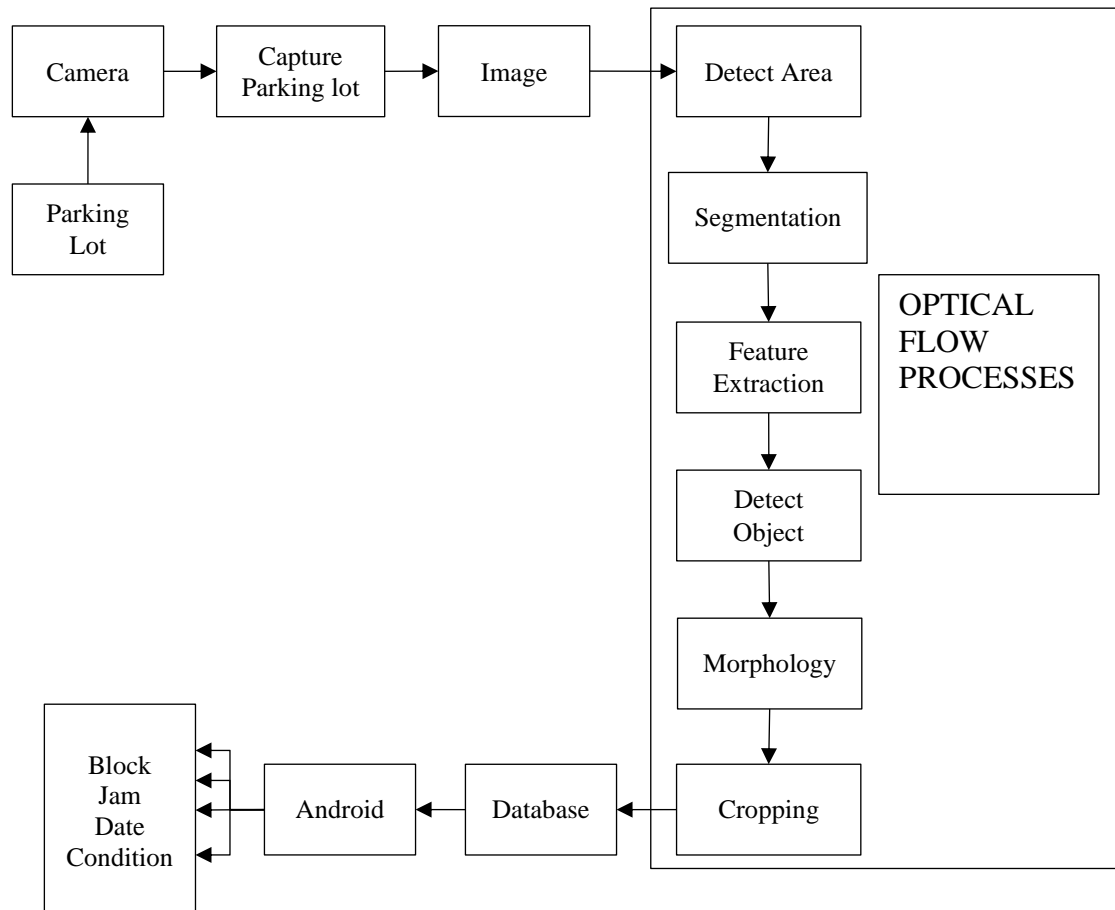 Camera
Capture
Parking lot
Image
Detect Area
Parking
Lot
Segmentation
OPTICAL
FLOW
PROCESSES
Feature
Extraction
Detect
Object
Morphology
Cropping
Database
Android
Block
Jam
Date
Condition